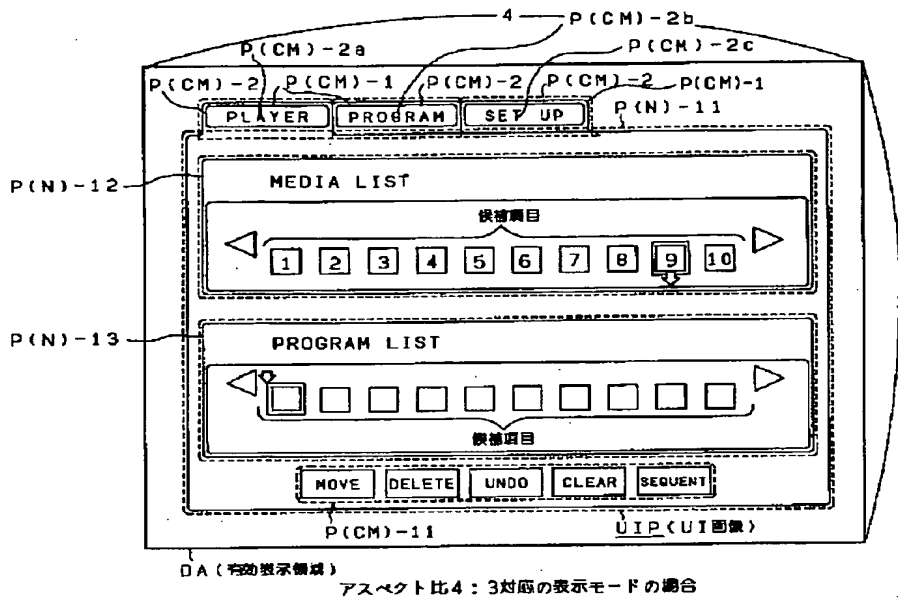 4
P(CM)-2b
P(CM)-2a
P(CM)-2c
P(CM)-2 P(CM)-1 P(CM)-2 P(CM)-2 P(CM)-1
P(N)-11
PLAYER PROGRAM SET UP
P(N)-12
MEDIA LIST
候補項目
1 2 3 4 5 6 7 8 9 10
P(N)-13
PROGRAM LIST
候補項目
MOVE DELETE UNDO CLEAR SEQUENT
P(CM)-11
UIP(UI画像)
DA(有効表示領域)
アスペクト比4:3対応の表示モードの場合